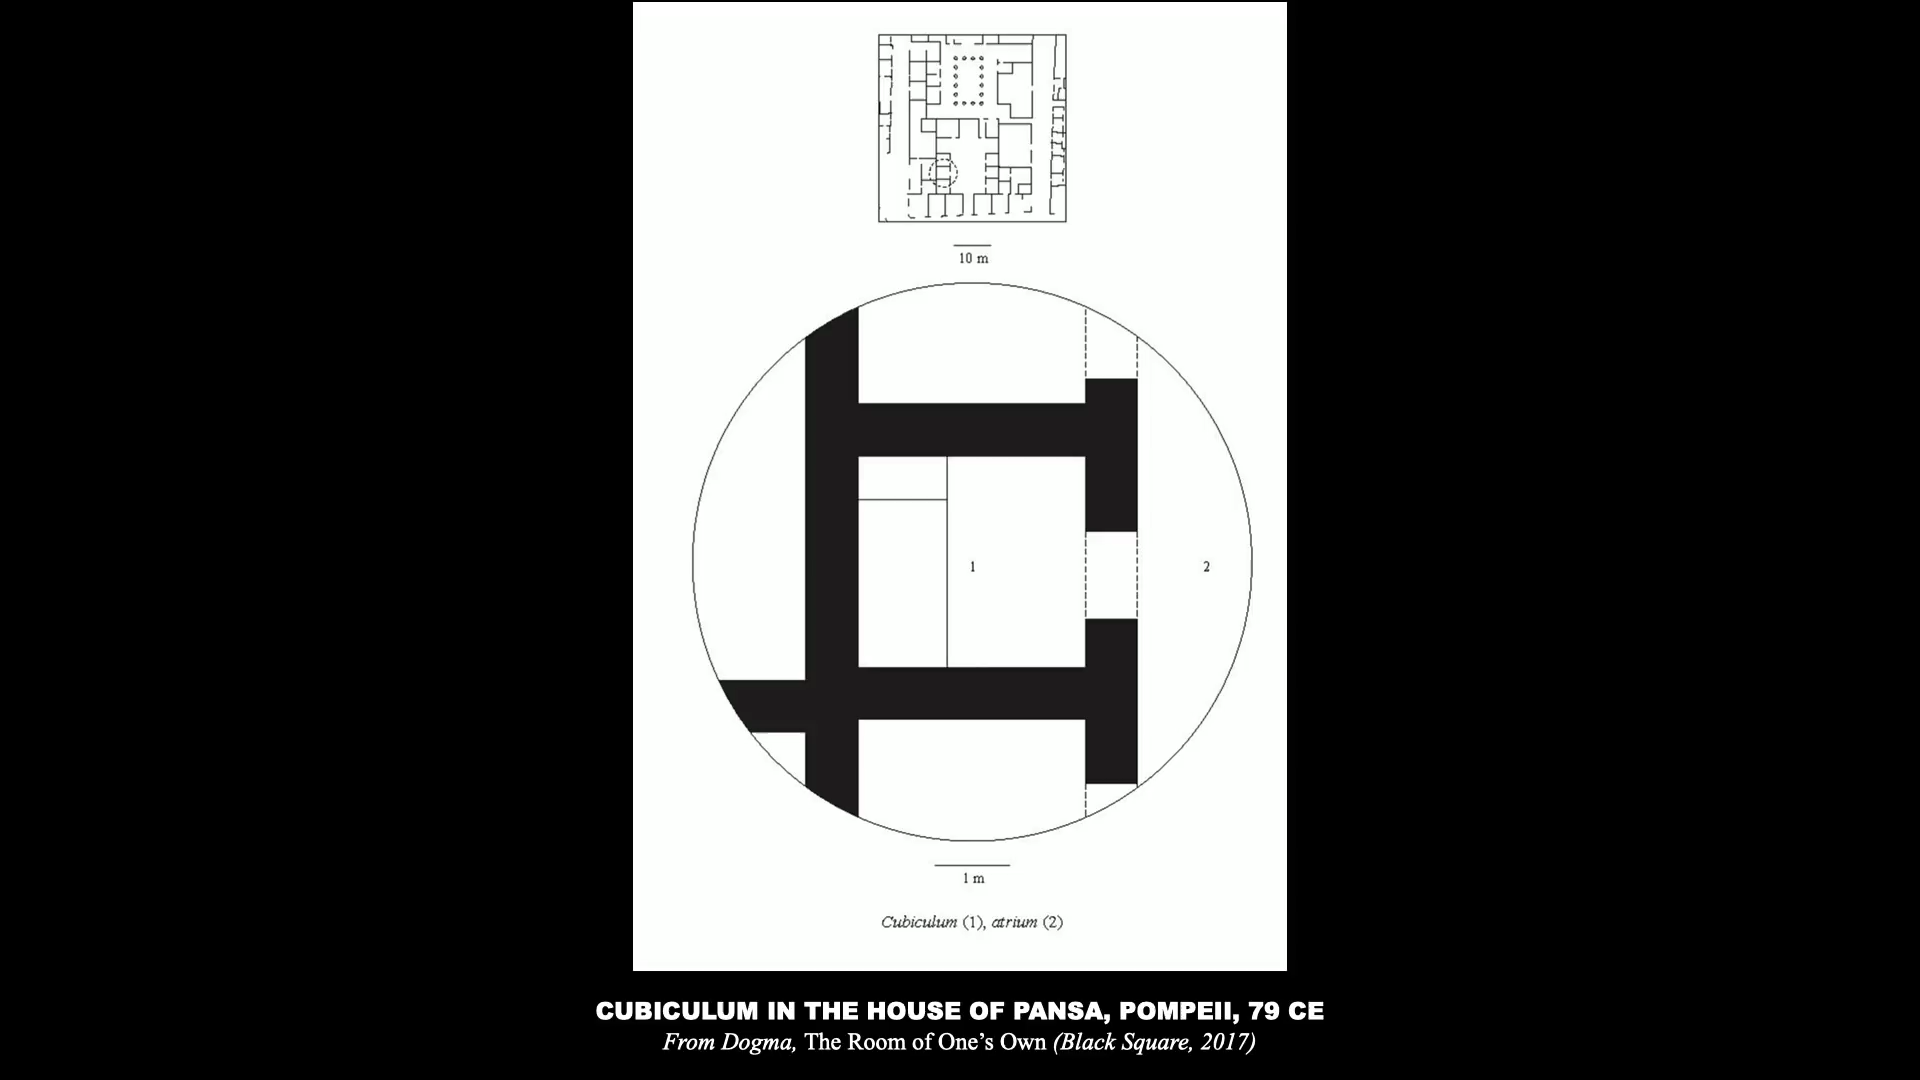 10 m
1
2
1 m
Cubiculum (1), atrium (2)
CUBICULUM IN THE HOUSE OF PANSA, POMPEII, 79 CE
From Dogma, The Room of One’s Own (Black Square, 2017)